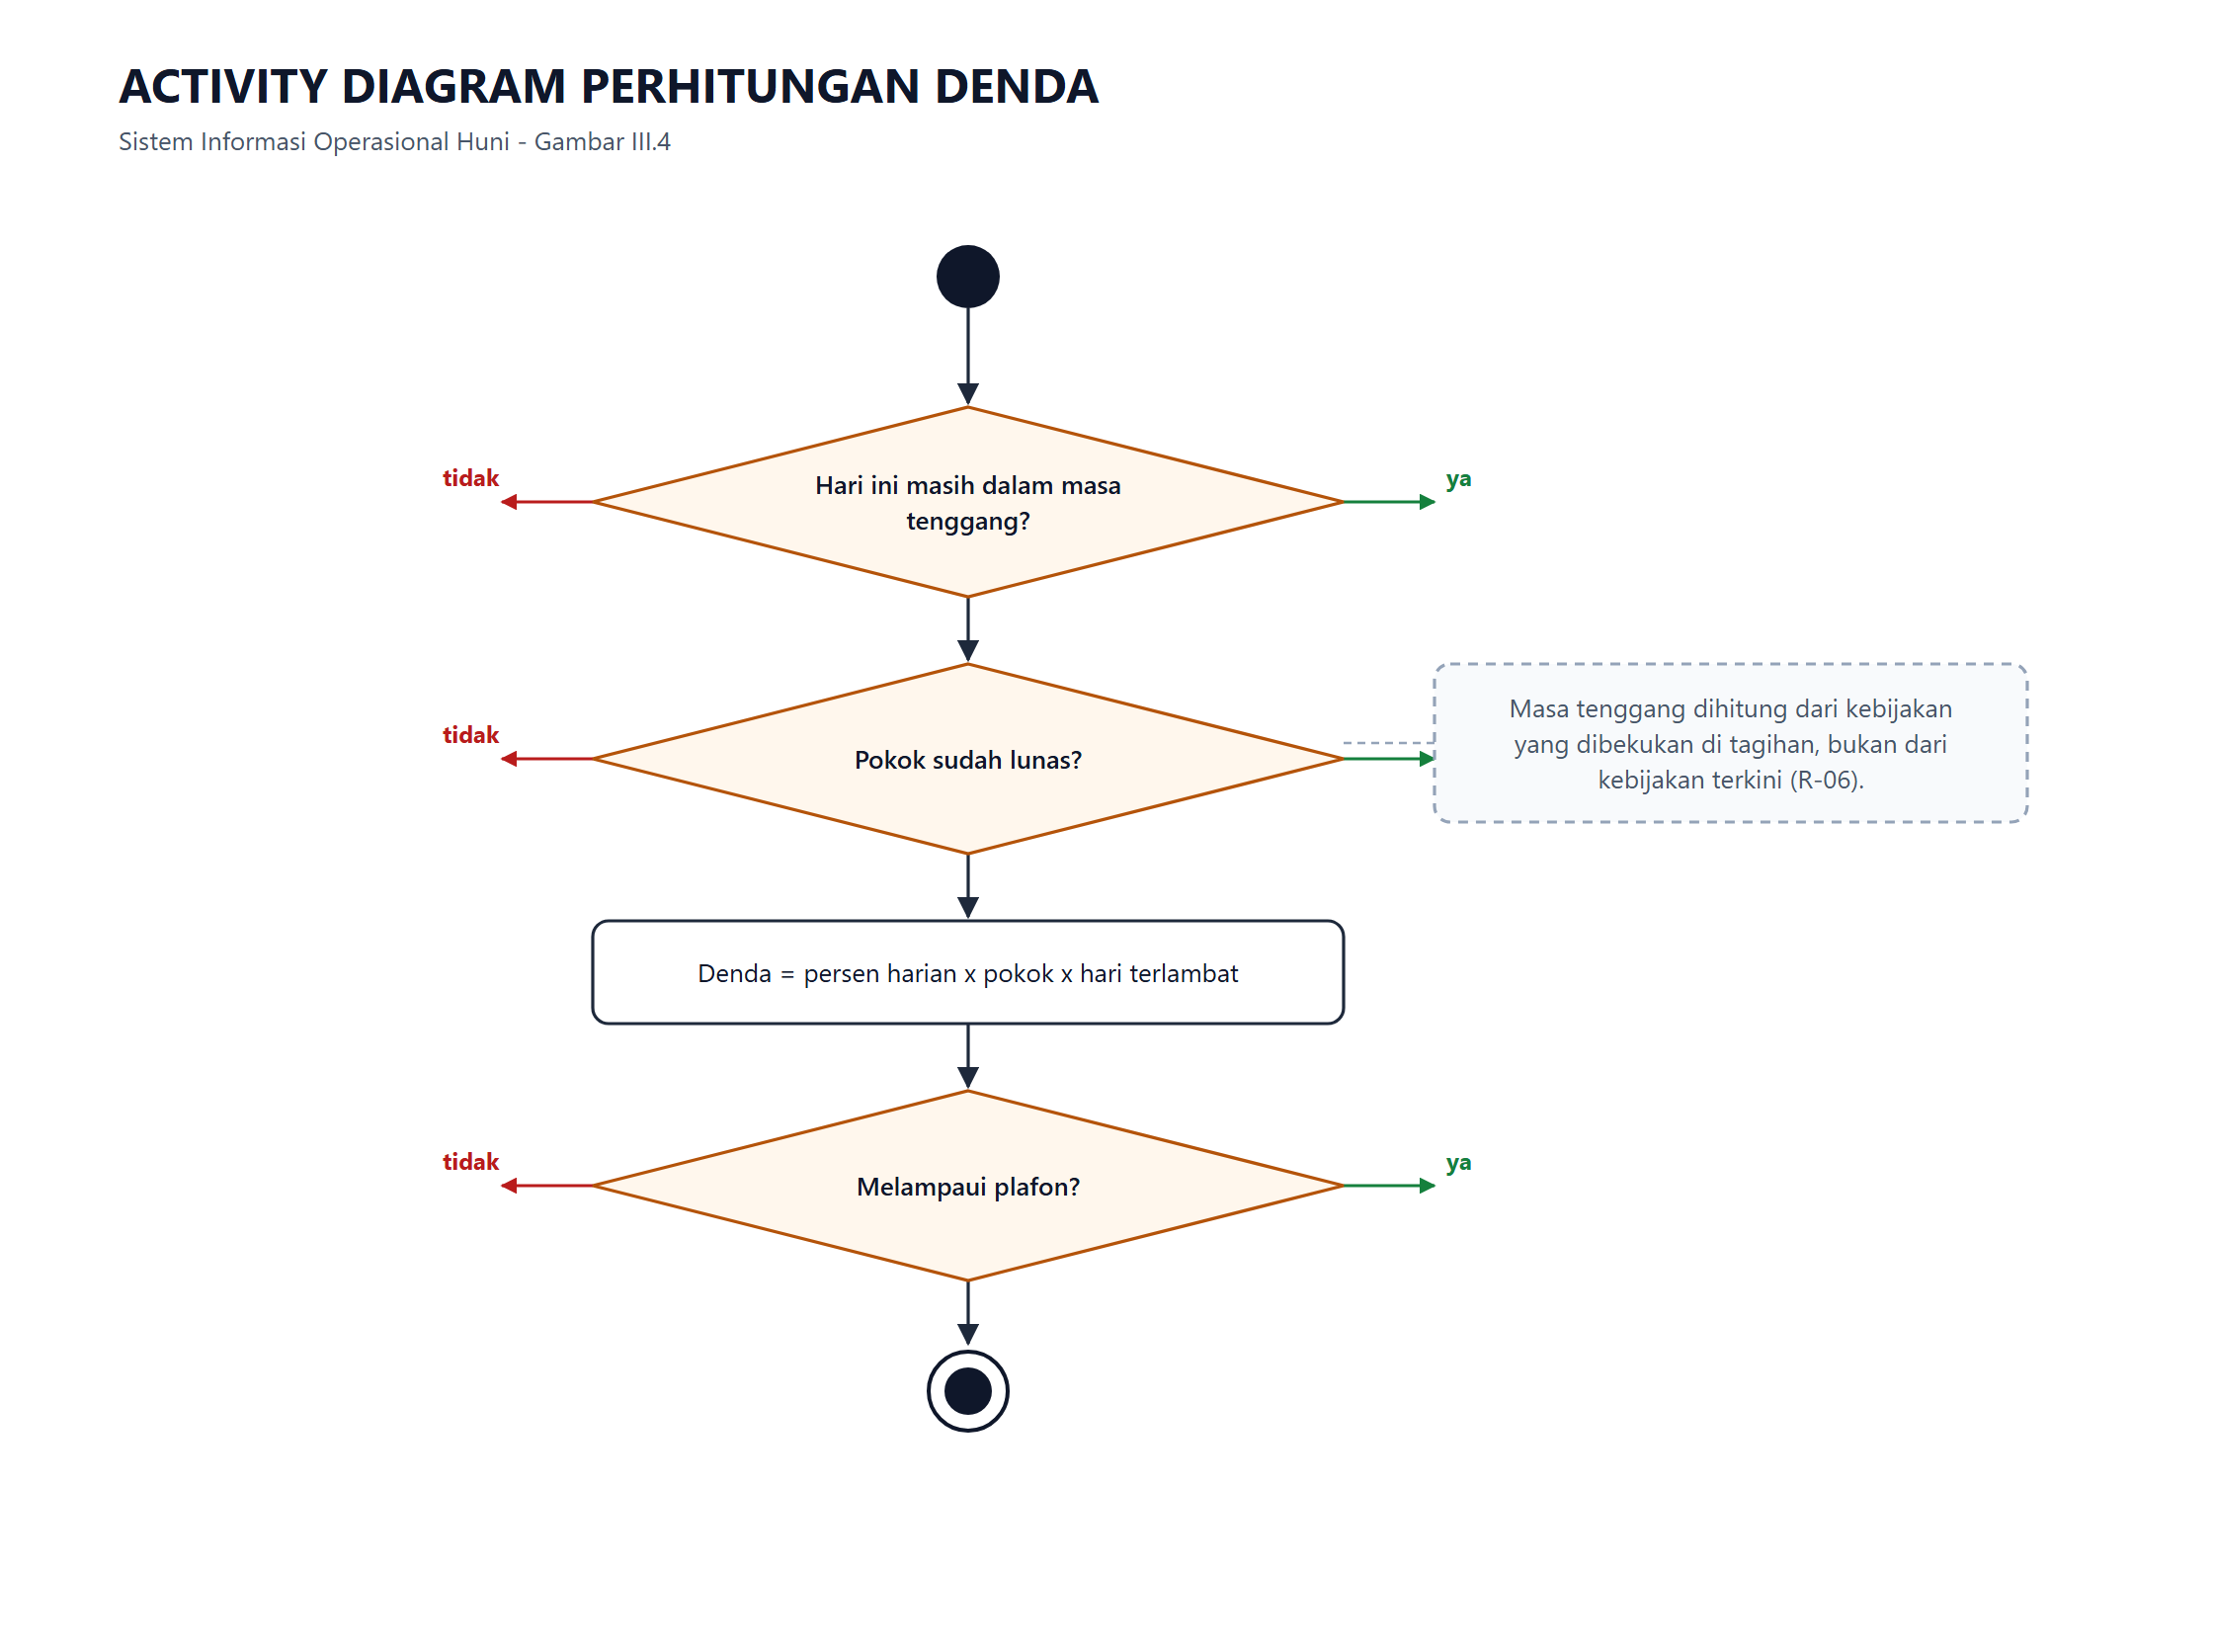 ACTIVITY DIAGRAM PERHITUNGAN DENDA
Sistem Informasi Operasional Huni - Gambar III.4
tidak
Hari ini masih dalam masa
tenggang?
ya
tidak
Pokok sudah lunas?
Masa tenggang dihitung dari kebijakan
yang dibekukan di tagihan, bukan dari
kebijakan terkini (R-06).
Denda = persen harian x pokok x hari terlambat
tidak
Melampaui plafon?
ya